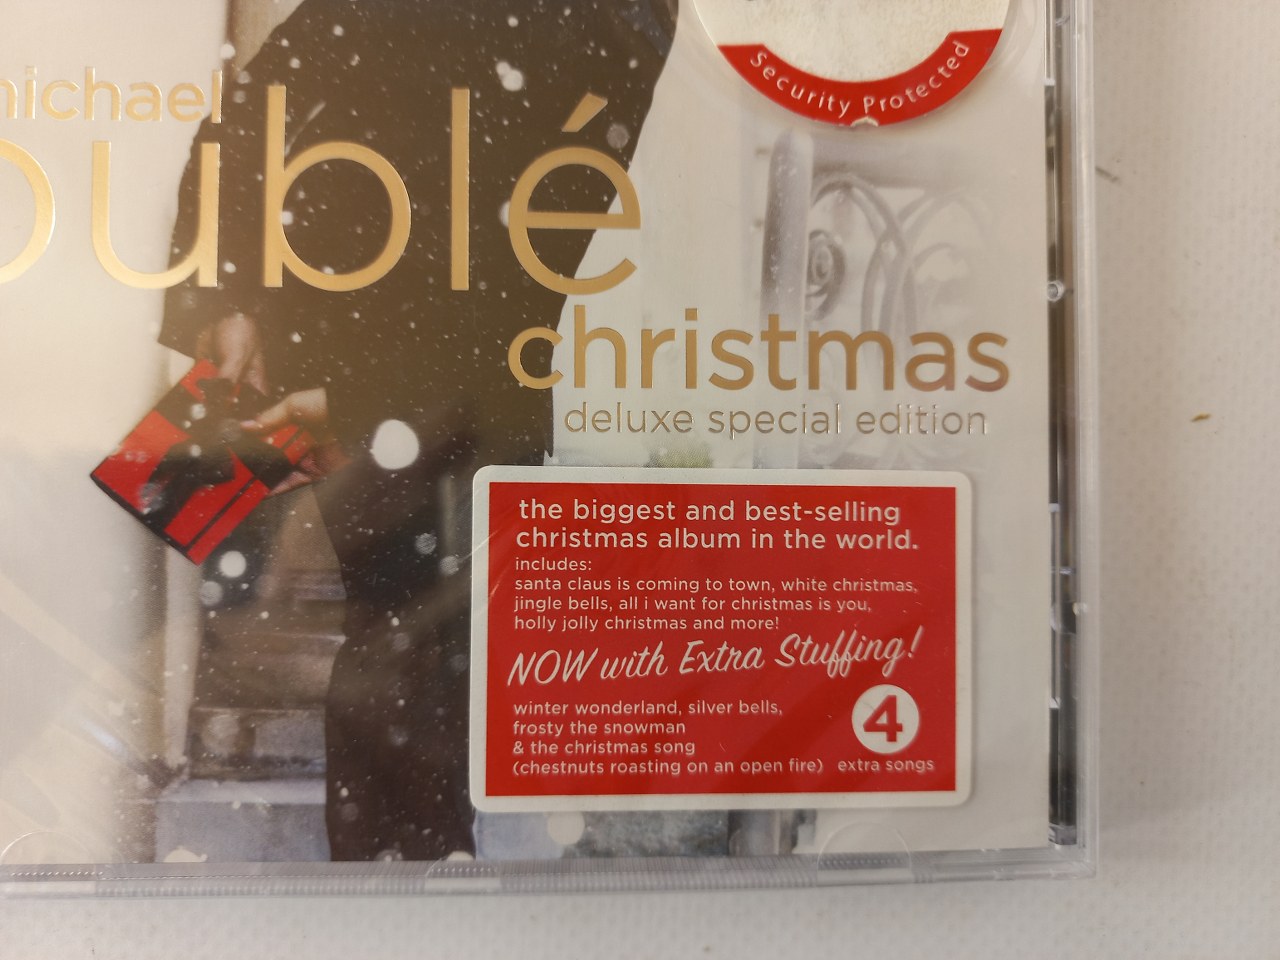 Security Protected
michael
bublé
christmas
deluxe special edition
the biggest and best-selling
christmas album in the world.
includes:
santa claus is coming to town, white christmas,
jingle bells, all i want for christmas is you,
holly jolly christmas and more!
NOW with Extra Stuffing!
winter wonderland, silver bells,
frosty the snowman
& the christmas song
(chestnuts roasting on an open fire)
4
extra songs